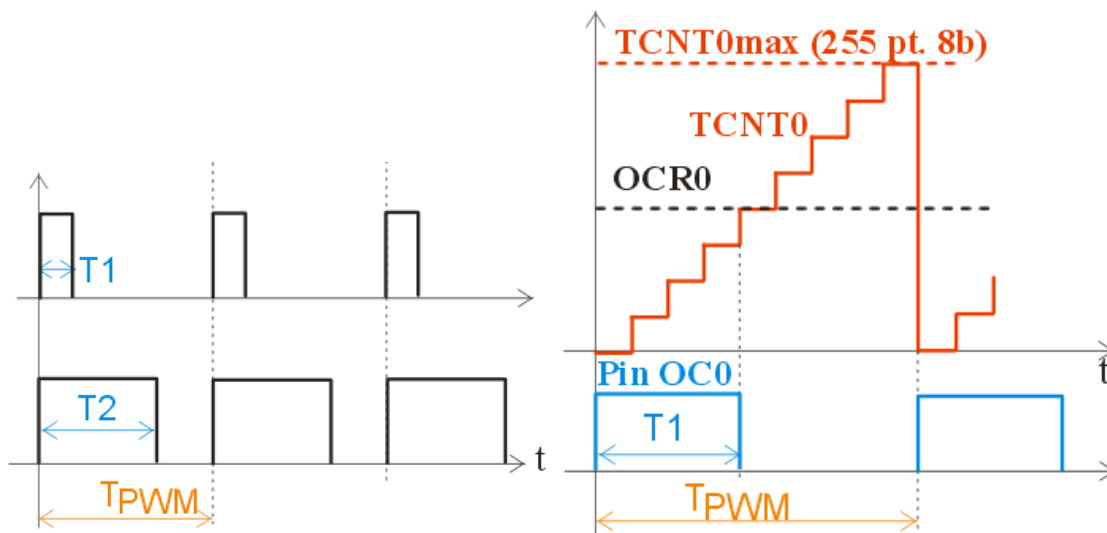 T1
T2
t
TPWM
TCNT0max (255 pt. 8b)
TCNT0
OCR0
t
Pin OC0
T1
TPWM